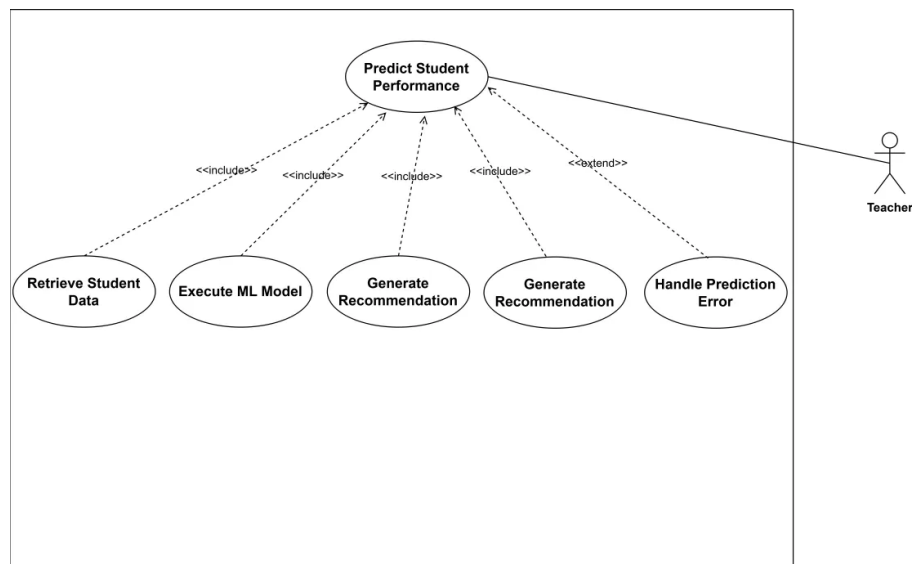 Predict Student
Performance
<<include>>
<<include>>
<<include>>
<<include>>
<<extend>>
Teacher
Retrieve Student
Data
Execute ML Model
Generate
Recommendation
Generate
Recommendation
Handle Prediction
Error